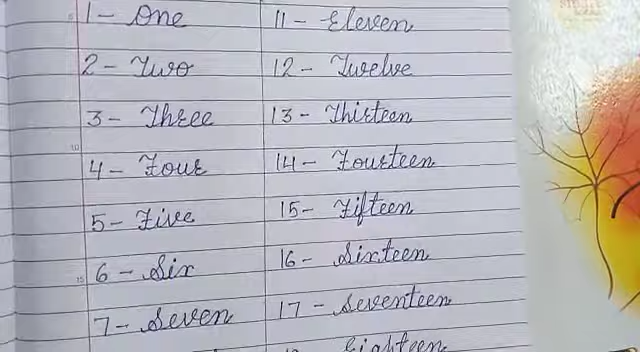 1 - One
2 - Two
3 - Three
4 - Four
5 - Five
6 - Six
7 - Seven
11 - Eleven
12 - Twelve
13 - Thirteen
14 - Fourteen
15 - Fifteen
16 - Sixteen
17 - Seventeen
Eighteen